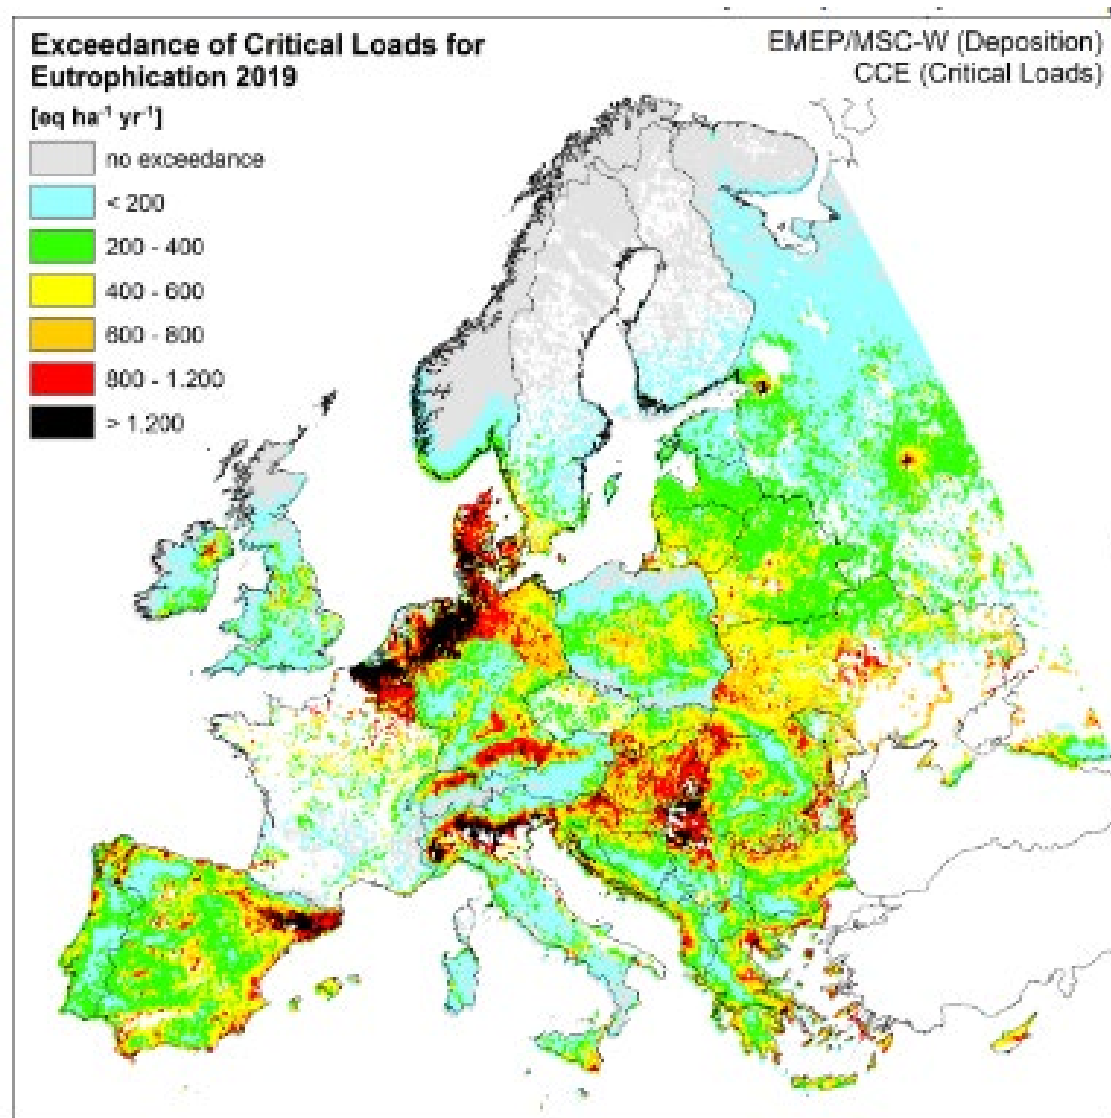 Exceedance of Critical Loads for
Eutrophication 2019
[eq ha⁻¹ yr⁻¹]
no exceedance
< 200
200 - 400
400 - 600
600 - 800
800 - 1.200
> 1.200
EMEP/MSC-W (Deposition)
CCE (Critical Loads)